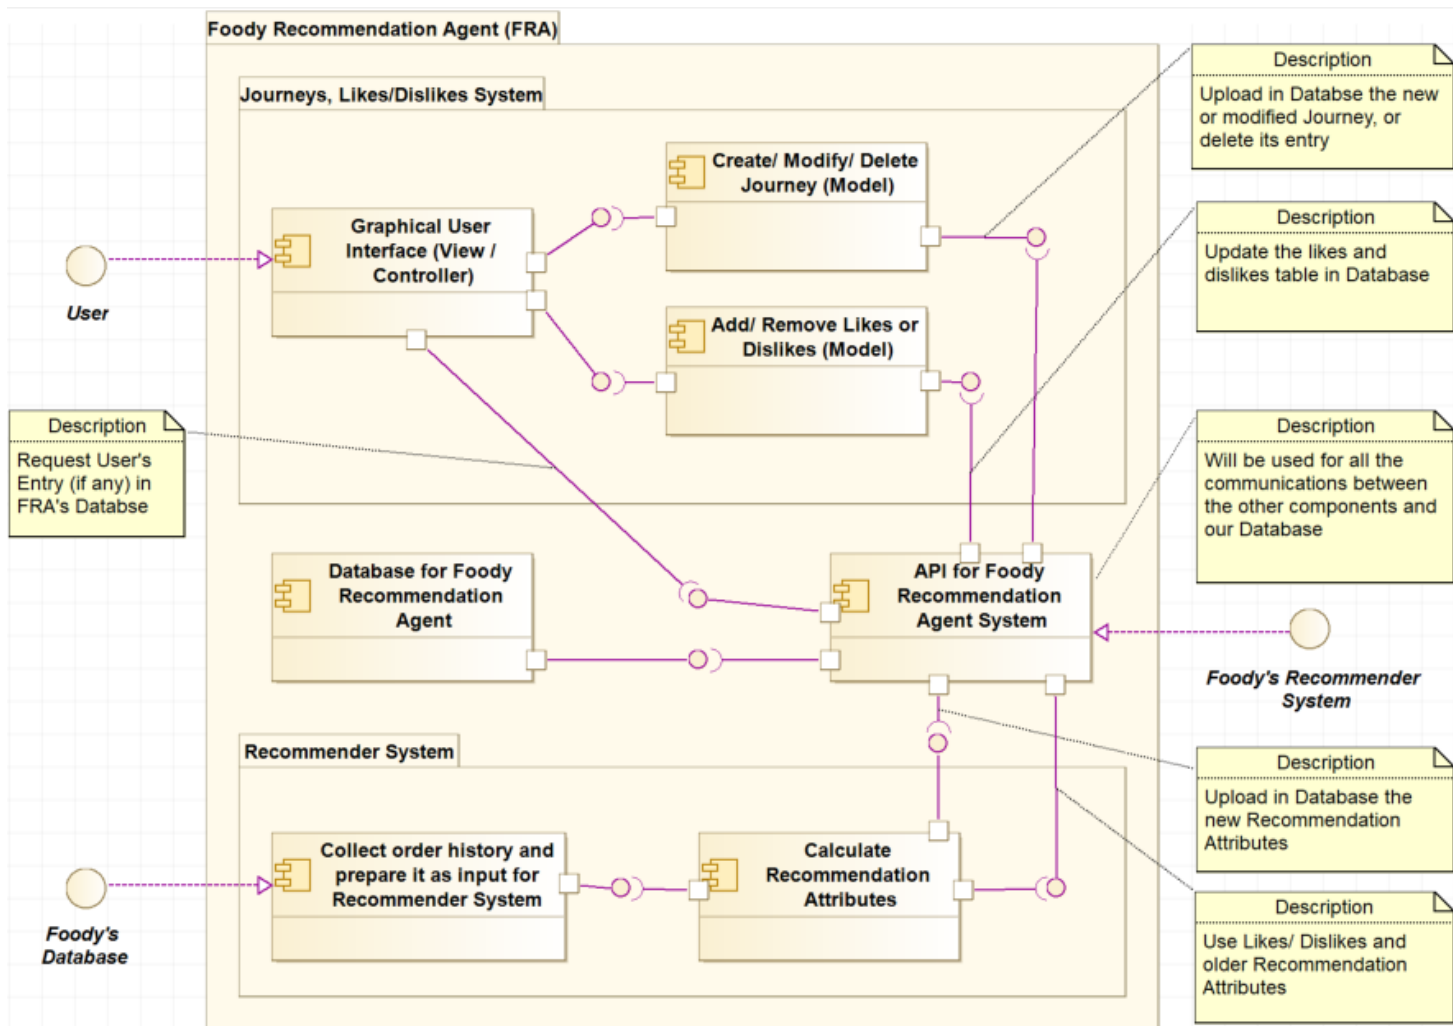 Foody Recommendation Agent (FRA)
Journeys, Likes/Dislikes System
Graphical User
Interface (View /
Controller)
Create/ Modify/ Delete
Journey (Model)
Add/ Remove Likes or
Dislikes (Model)
User
Description
Upload in Databse the new
or modified Journey, or
delete its entry
Description
Update the likes and
dislikes table in Database
Description
Request User's
Entry (if any) in
FRA's Databse
Description
Will be used for all the
communications between
the other components and
our Database
Database for Foody
Recommendation
Agent
API for Foody
Recommendation
Agent System
Foody's Recommender
System
Recommender System
Collect order history and
prepare it as input for
Recommender System
Calculate
Recommendation
Attributes
Foody's
Database
Description
Upload in Database the
new Recommendation
Attributes
Description
Use Likes/ Dislikes and
older Recommendation
Attributes